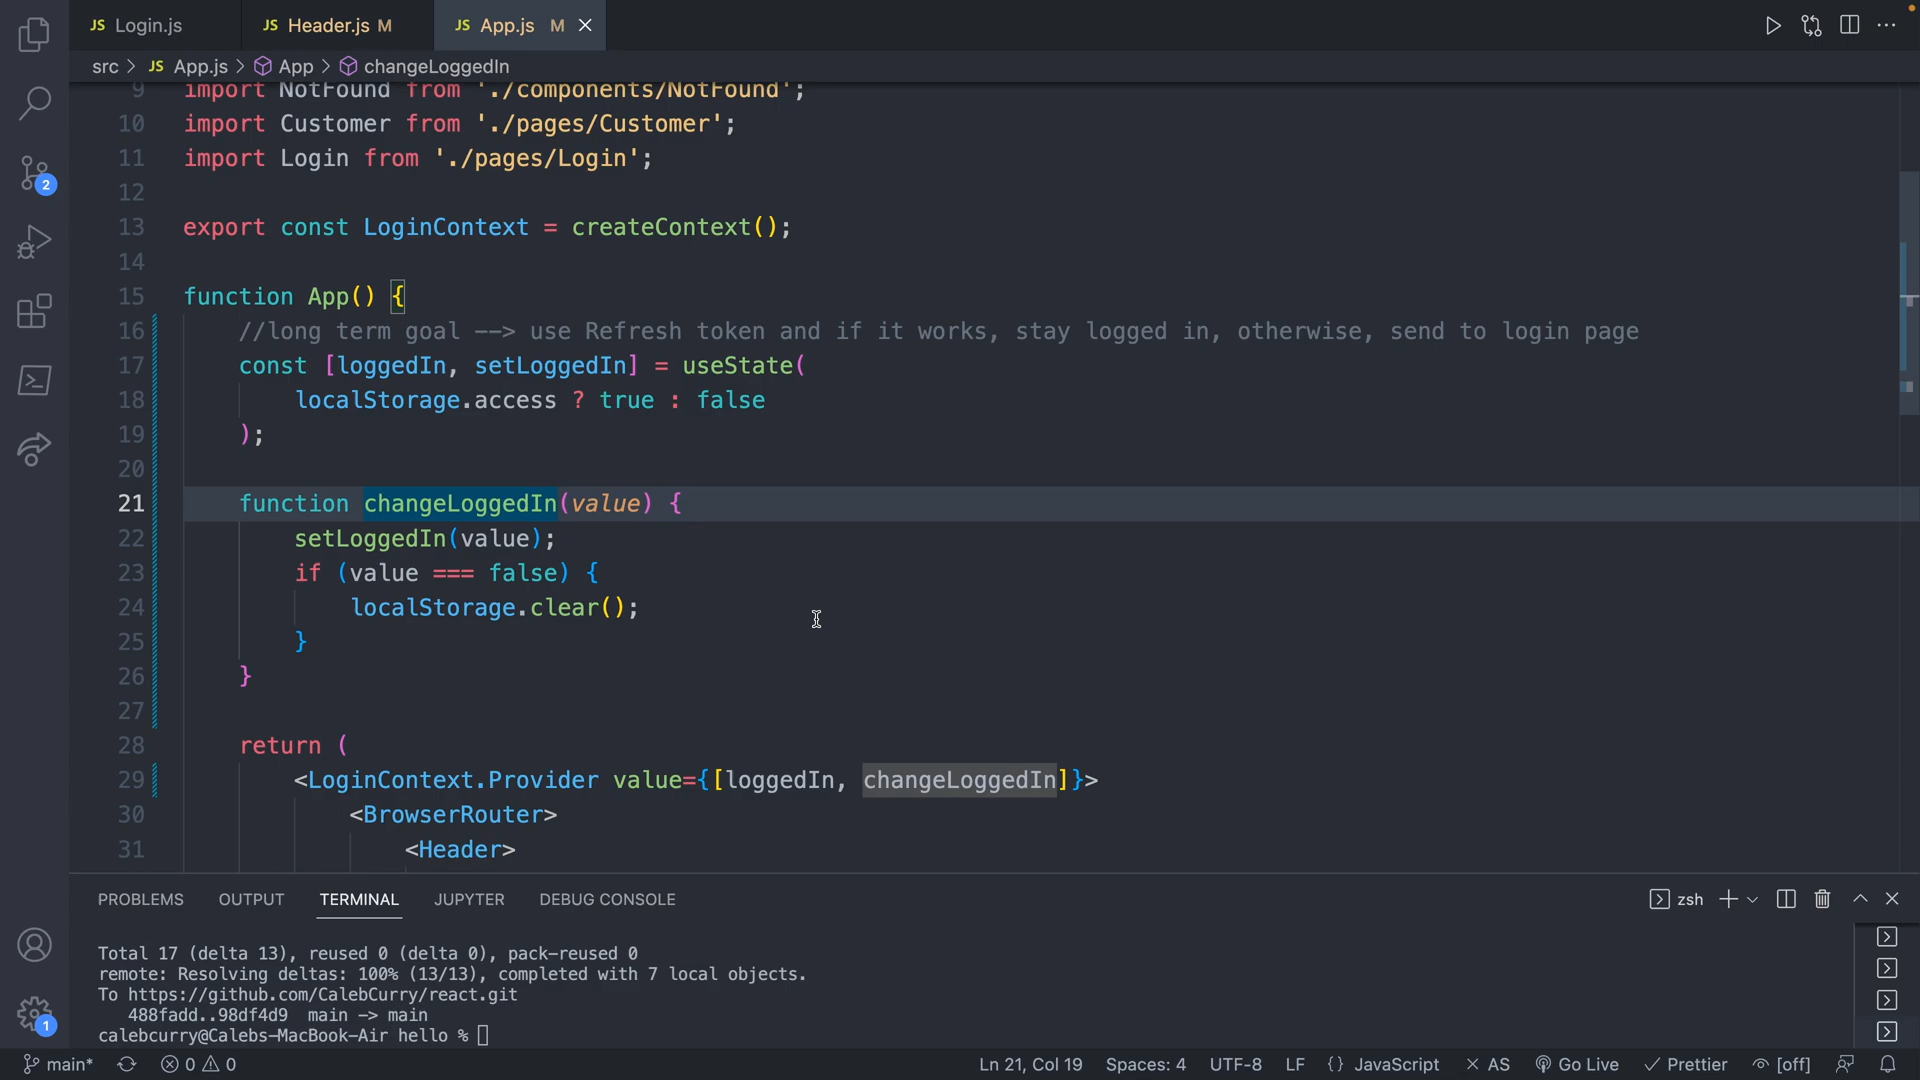 JS Login.js
JS Header.js M
JS App.js M
src > JS App.js > App > changeLoggedIn
9 import NotFound from './components/NotFound';
10 import Customer from './pages/Customer';
11 import Login from './pages/Login';
12
13 export const LoginContext = createContext();
14
15 function App() {
16 //long term goal --> use Refresh token and if it works, stay logged in, otherwise, send to login page
17 const [loggedIn, setLoggedIn] = useState(
18 localStorage.access ? true : false
19 );
20
21 function changeLoggedIn(value) {
22 setLoggedIn(value);
23 if (value === false) {
24 localStorage.clear();
25 }
26 }
27
28 return (
29 <LoginContext.Provider value={[loggedIn, changeLoggedIn]}>
30 <BrowserRouter>
31 <Header>
2
1
PROBLEMS OUTPUT TERMINAL JUPYTER DEBUG CONSOLE
zsh
Total 17 (delta 13), reused 0 (delta 0), pack-reused 0
remote: Resolving deltas: 100% (13/13), completed with 7 local objects.
To https://github.com/CalebCurry/react.git
488fadd..98df4d9 main -> main
calebcurry@Calebs-MacBook-Air hello %
main* 0 0 Ln 21, Col 19 Spaces: 4 UTF-8 LF {} JavaScript × AS Go Live ✓ Prettier [off]